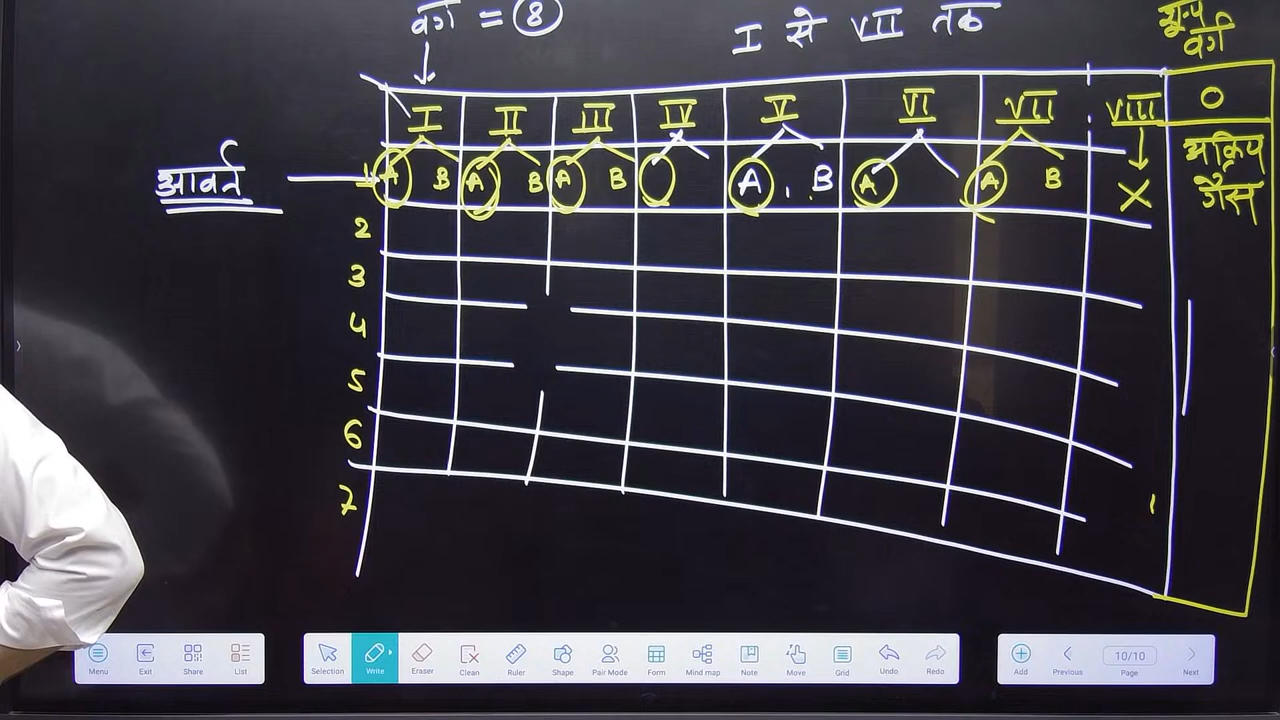 वर्ग = 8
I से VII तक
शून्य वर्ग
I II III IV V VI VII VIII 0
आवर्त
1 A B A B A B A B A A B X अक्रिय गैस
2
3
4
5
6
7
Menu Exit Share List
Selection Write Eraser Clean Ruler Shape Pair Mode Form Mind map Note Move Grid Undo Redo
Add Previous 10/10 Page Next